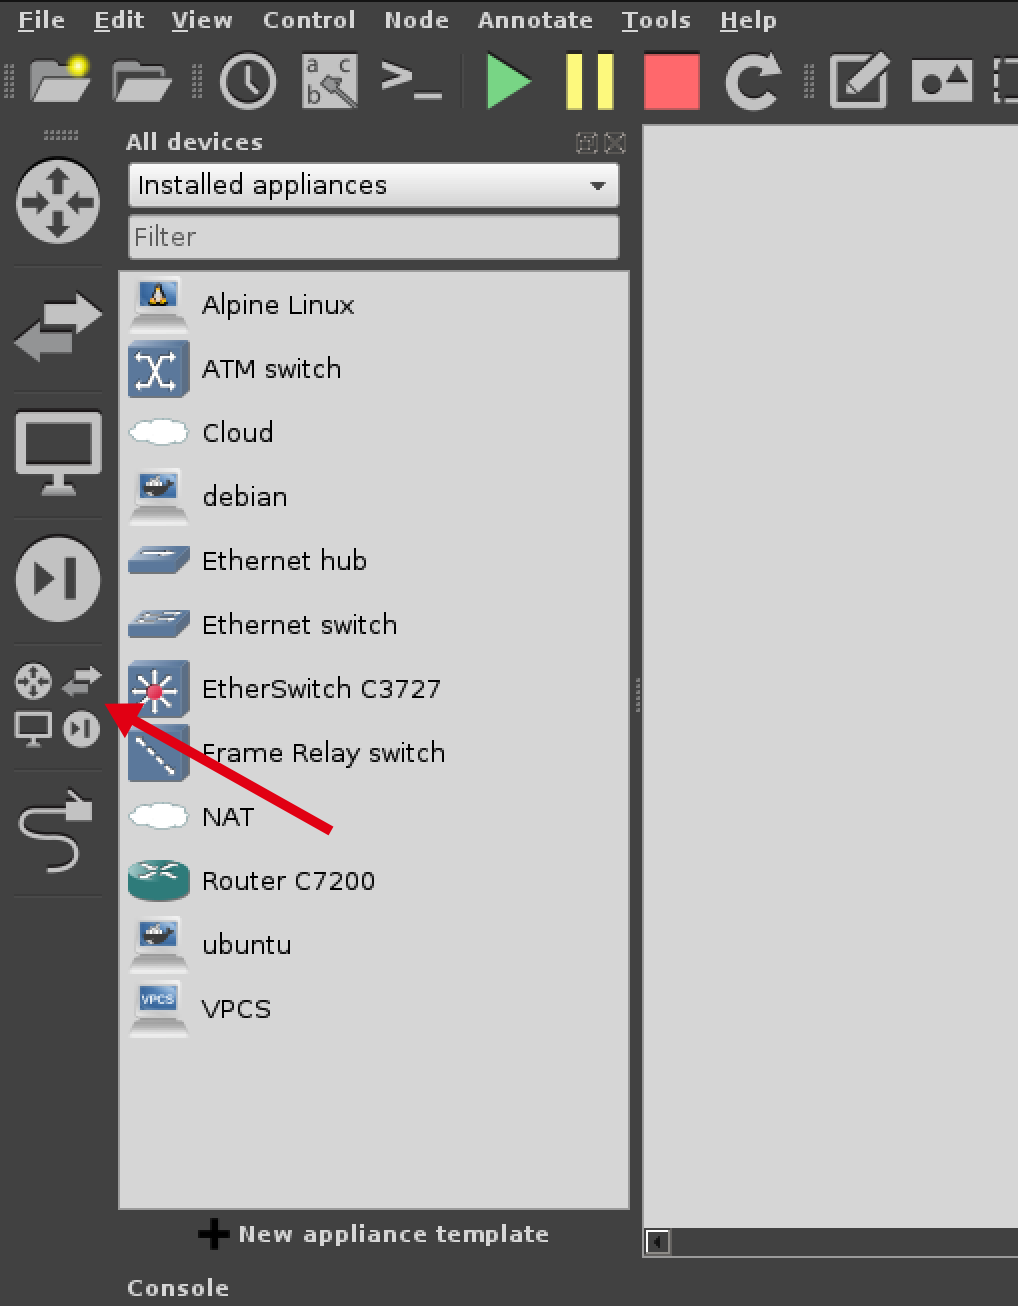 File Edit View Control Node Annotate Tools Help
a c
b
>_
All devices
Installed appliances
Filter
Alpine Linux
ATM switch
Cloud
debian
Ethernet hub
Ethernet switch
EtherSwitch C3727
Frame Relay switch
NAT
Router C7200
ubuntu
VPCS
VPCS
New appliance template
Console